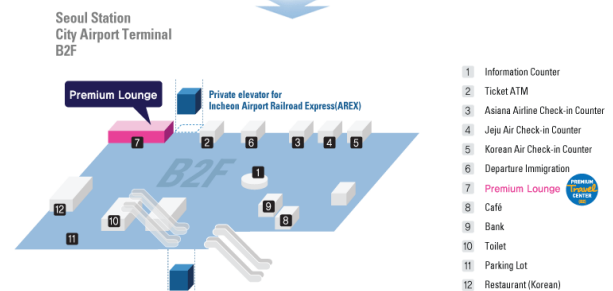 Seoul Station
City Airport Terminal
B2F
Premium Lounge
Private elevator for
Incheon Airport Railroad Express(AREX)
7
2
6
3
4
5
B2F
1
12
10
9
8
11
1 Information Counter
2 Ticket ATM
3 Asiana Airline Check-in Counter
4 Jeju Air Check-in Counter
5 Korean Air Check-in Counter
6 Departure Immigration
7 Premium Lounge
PREMIUM
Travel
CENTER
8 Café
9 Bank
10 Toilet
11 Parking Lot
12 Restaurant (Korean)